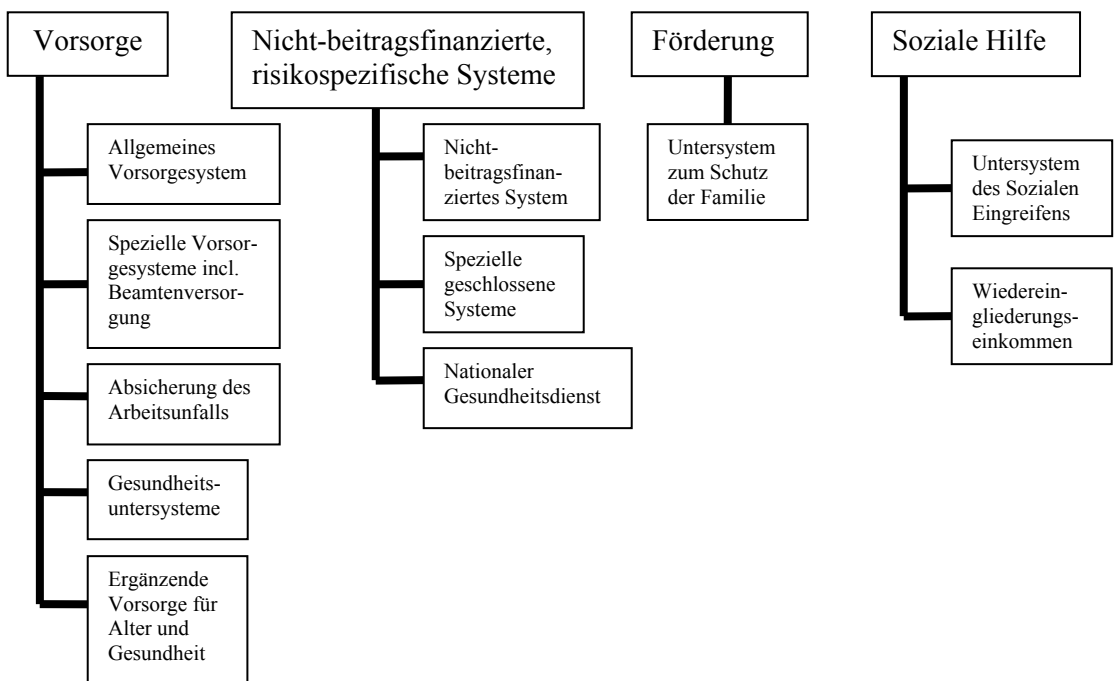 Vorsorge
Allgemeines
Vorsorgesystem
Spezielle Vorsor-
gesysteme incl.
Beamtenversor-
gung
Absicherung des
Arbeitsunfalls
Gesundheits-
untersysteme
Ergänzende
Vorsorge für
Alter und
Gesundheit
Nicht-beitragsfinanzierte,
risikospezifische Systeme
Nicht-
beitragsfinan-
ziertes System
Spezielle
geschlossene
Systeme
Nationaler
Gesundheitsdienst
Förderung
Untersystem
zum Schutz
der Familie
Soziale Hilfe
Untersystem
des Sozialen
Eingreifens
Wiederein-
gliederungs-
einkommen